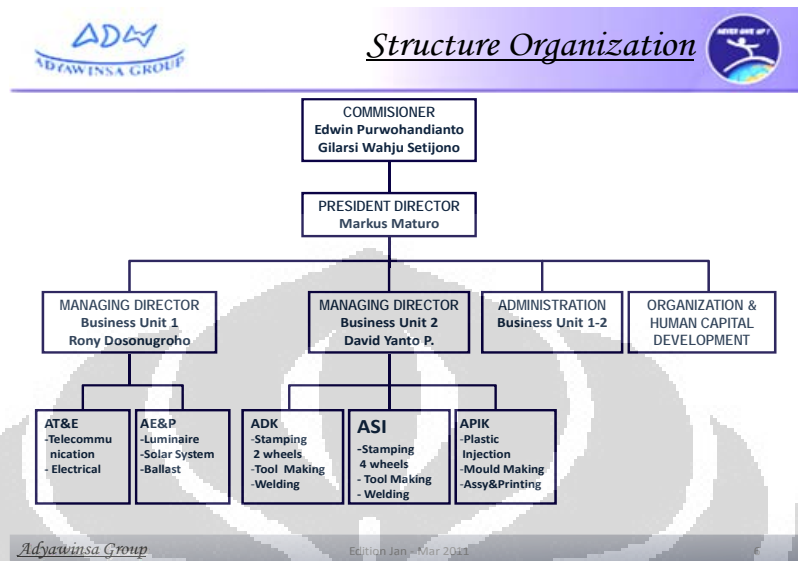 ADW
ADYAWINSA GROUP
Structure Organization
NEVER GIVE UP !
COMMISIONER
Edwin Purwohandianto
Gilarsi Wahju Setijono
PRESIDENT DIRECTOR
Markus Maturo
MANAGING DIRECTOR
Business Unit 1
Rony Dosonugroho
MANAGING DIRECTOR
Business Unit 2
David Yanto P.
ADMINISTRATION
Business Unit 1-2
ORGANIZATION &
HUMAN CAPITAL
DEVELOPMENT
AT&E
-Telecommu
nication
- Electrical
AE&P
-Luminaire
-Solar System
-Ballast
ADK
-Stamping
2 wheels
-Tool Making
-Welding
ASI
-Stamping
4 wheels
- Tool Making
- Welding
APIK
-Plastic
Injection
-Mould Making
-Assy&Printing
Adyawinsa Group
Edition Jan - Mar 2011
6